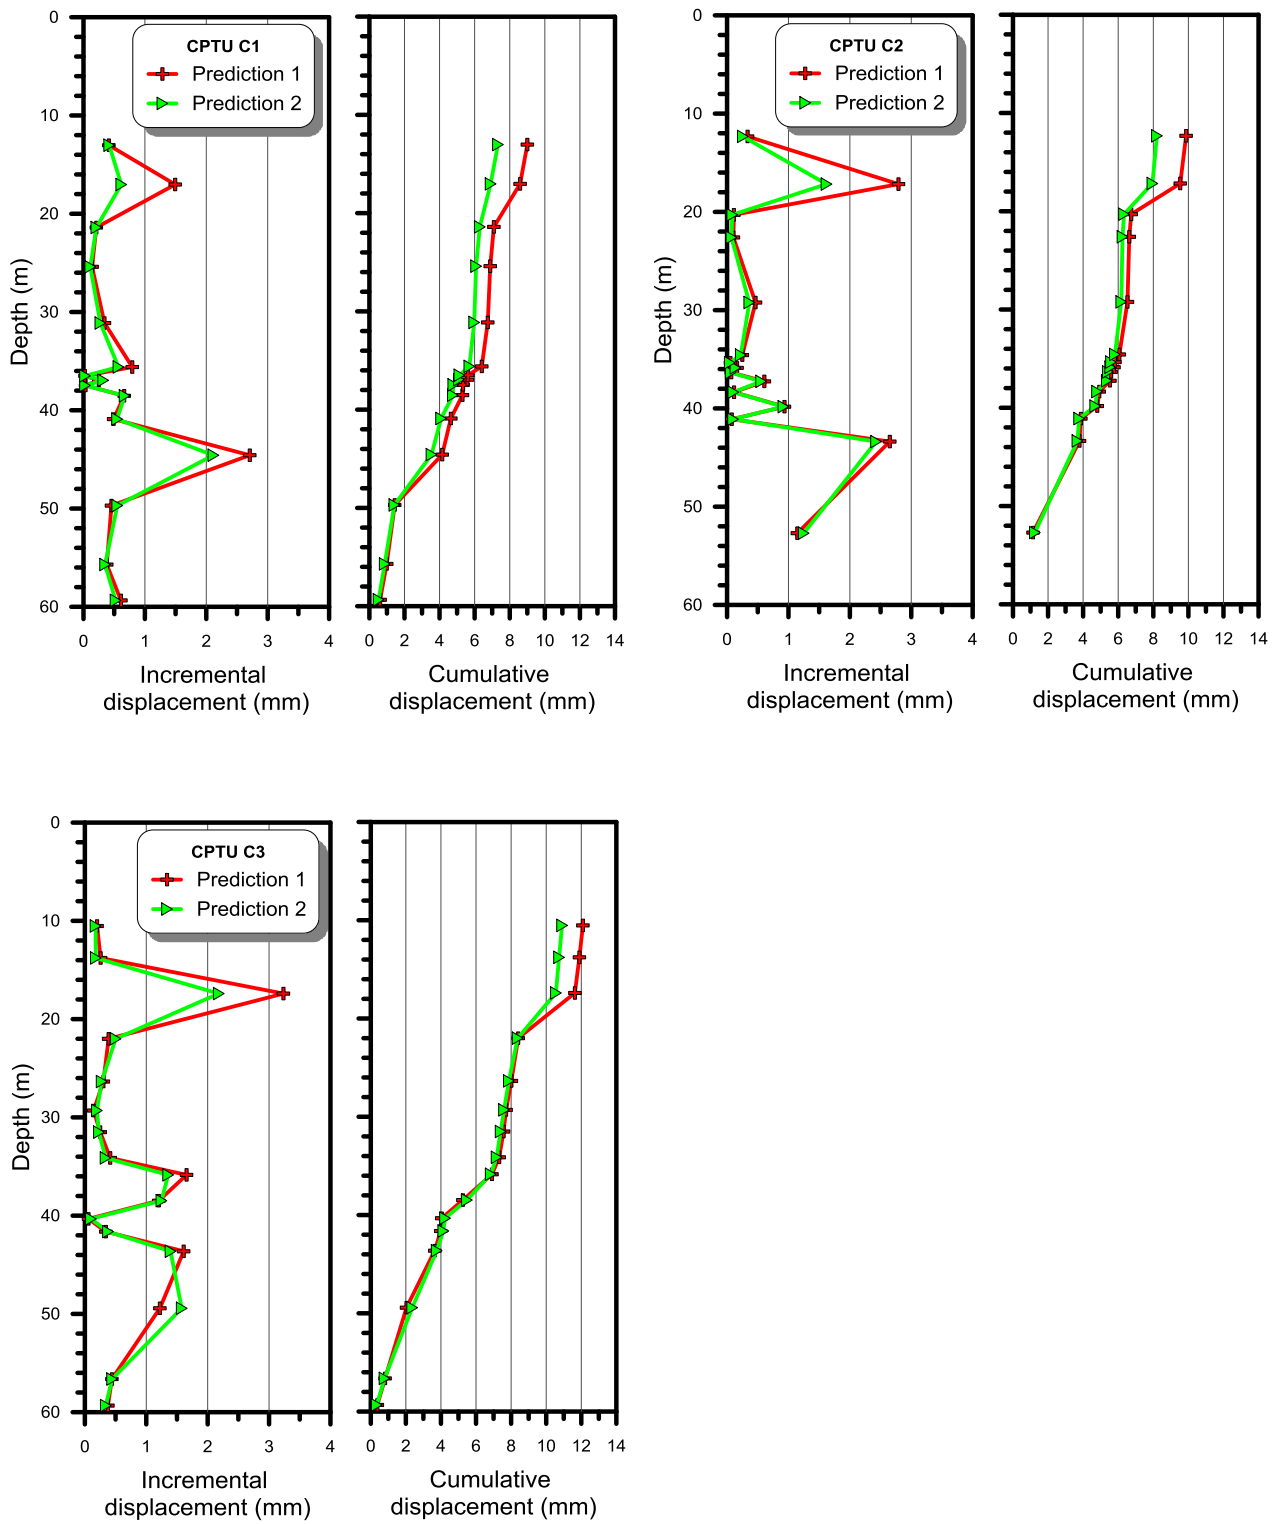 CPTU C1
Prediction 1
Prediction 2
0
10
20
30
40
50
60
Depth (m)
0 1 2 3 4
Incremental
displacement (mm)
0 2 4 6 8 10 12 14
Cumulative
displacement (mm)
CPTU C2
Prediction 1
Prediction 2
0
10
20
30
40
50
60
Depth (m)
0 1 2 3 4
Incremental
displacement (mm)
0 2 4 6 8 10 12 14
Cumulative
displacement (mm)
CPTU C3
Prediction 1
Prediction 2
0
10
20
30
40
50
60
Depth (m)
0 1 2 3 4
Incremental
displacement (mm)
0 2 4 6 8 10 12 14
Cumulative
displacement (mm)